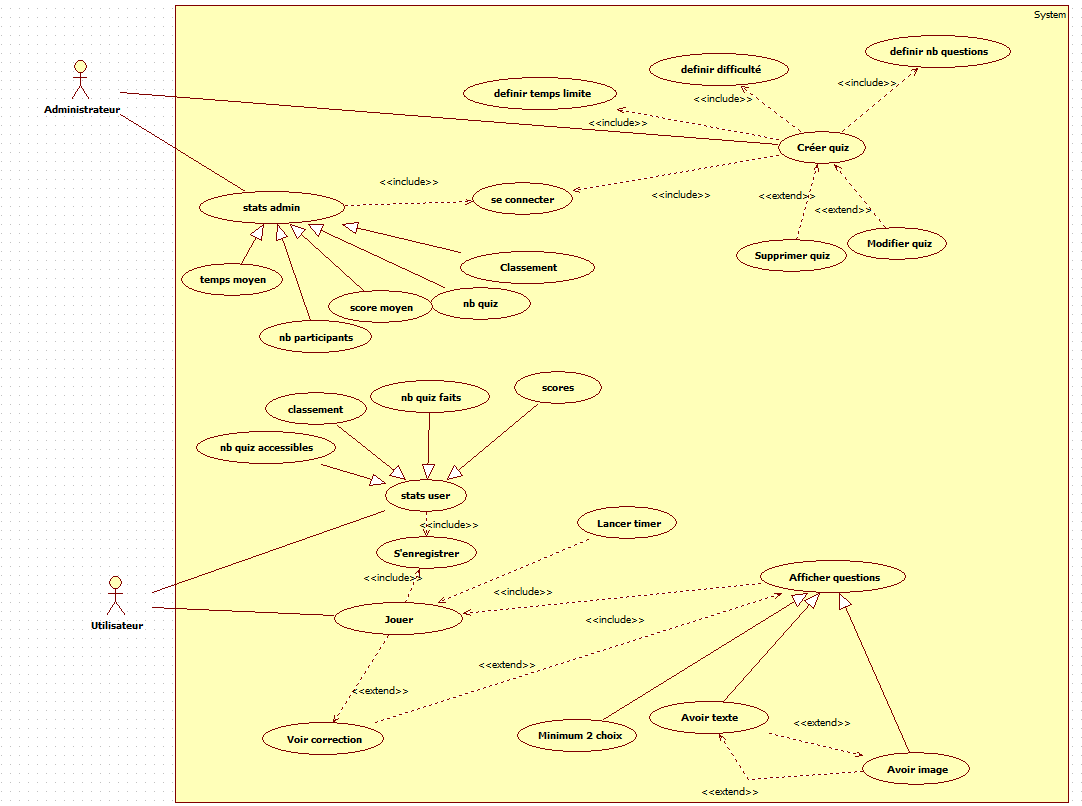 System
definir nb questions
definir difficulté
<<include>>
definir temps limite
<<include>>
<<include>>
Administrateur
Créer quiz
<<include>>
<<include>>
<<extend>>
se connecter
stats admin
<<extend>>
Modifier quiz
Supprimer quiz
Classement
temps moyen
nb quiz
score moyen
nb participants
scores
nb quiz faits
classement
nb quiz accessibles
stats user
<<include>>
Lancer timer
S'enregistrer
<<include>>
Afficher questions
<<include>>
<<include>>
Jouer
Utilisateur
<<extend>>
<<extend>>
Avoir texte
<<extend>>
Minimum 2 choix
Voir correction
Avoir image
<<extend>>